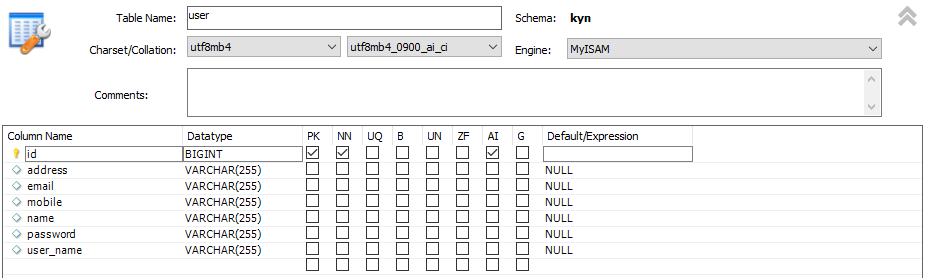 Table Name: user Schema: kyn
Charset/Collation: utf8mb4 utf8mb4_0900_ai_ci Engine: MyISAM
Comments:
Column Name Datatype PK NN UQ B UN ZF AI G Default/Expression
id BIGINT
address VARCHAR(255) NULL
email VARCHAR(255) NULL
mobile VARCHAR(255) NULL
name VARCHAR(255) NULL
password VARCHAR(255) NULL
user_name VARCHAR(255) NULL